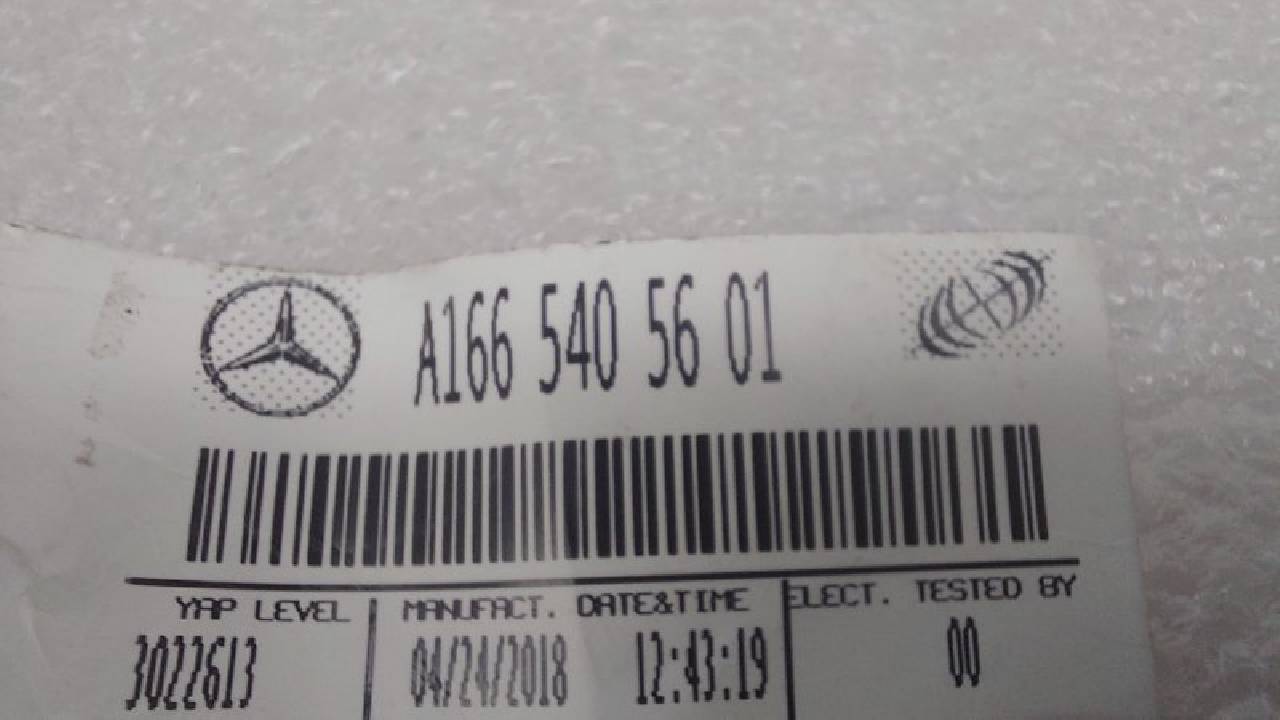 A166 540 56 01
YAP LEVEL MANUFACT. DATE&TIME ELECT. TESTED BY
3022613 04/24/2018 12:43:19 00